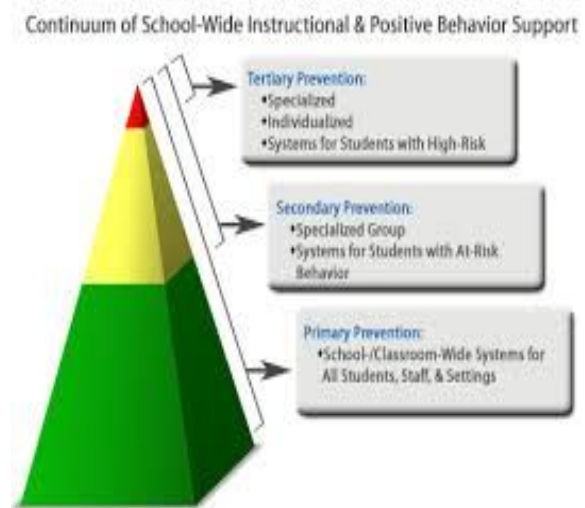 Continuum of School-Wide Instructional & Positive Behavior Support
Tertiary Prevention:
•Specialized
•Individualized
•Systems for Students with High-Risk
Secondary Prevention:
•Specialized Group
•Systems for Students with At-Risk
Behavior
Primary Prevention:
•School-/Classroom-Wide Systems for
All Students, Staff, & Settings